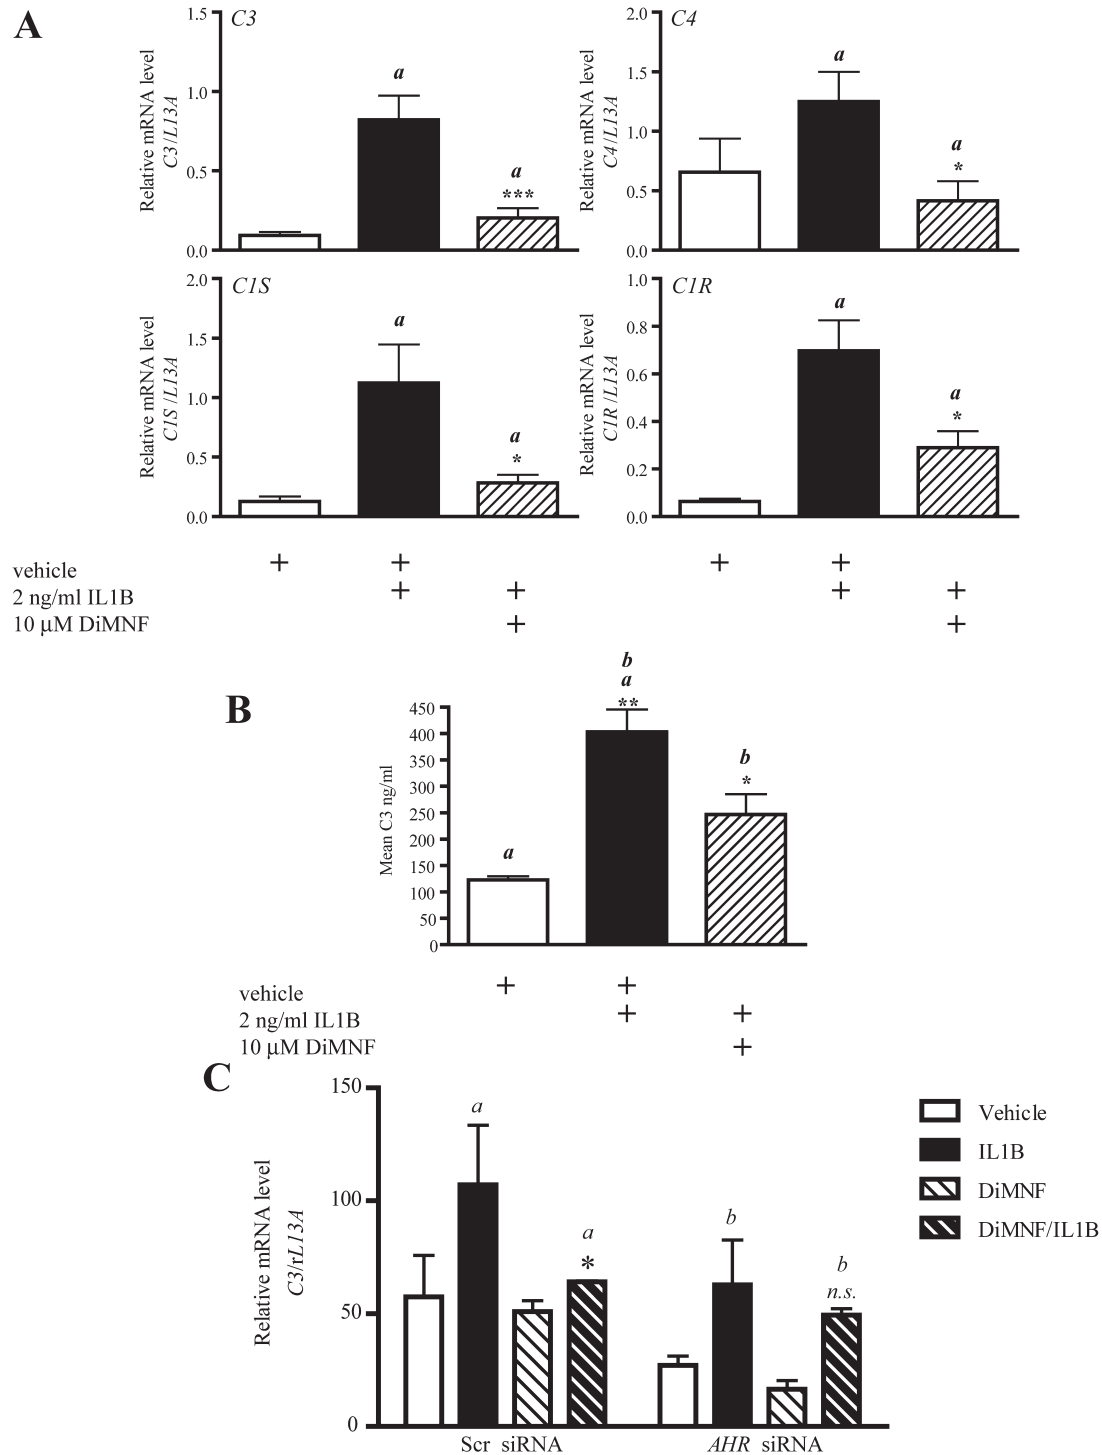 A
C3
1.5
1.0
0.5
0.0
Relative mRNA level
C3/L13A
a
a
***
C4
2.0
1.5
1.0
0.5
0.0
Relative mRNA level
C4/L13A
a
a
*
C1S
2.0
1.5
1.0
0.5
0.0
Relative mRNA level
C1S/L13A
a
a
*
C1R
1.0
0.8
0.6
0.4
0.2
0.0
Relative mRNA level
C1R/L13A
a
a
*
vehicle + + + +
2 ng/ml IL1B + + + +
10 µM DiMNF + +
B
450
400
350
300
250
200
150
100
50
0
Mean C3 ng/ml
a
b
a
**
b
*
vehicle + +
2 ng/ml IL1B + +
10 µM DiMNF +
C
150
100
50
0
Relative mRNA level
C3/rL13A
a
a
*
b
b
n.s.
Scr siRNA
AHR siRNA
Vehicle
IL1B
DiMNF
DiMNF/IL1B